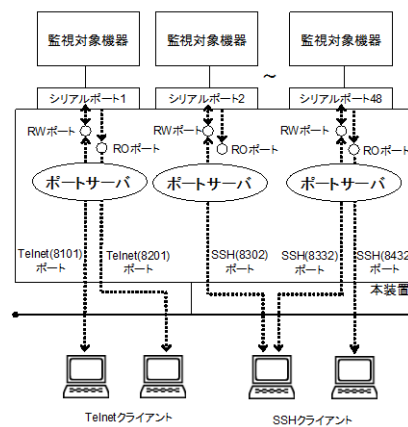 監視対象機器 監視対象機器 監視対象機器
～
シリアルポート1 シリアルポート2 シリアルポート48
RWポート RWポート RWポート
ROポート ROポート ROポート
ポートサーバ ポートサーバ ポートサーバ
Telnet(8101) Telnet(8201) SSH(8302) SSH(8332) SSH(8432)
ポート ポート ポート ポート ポート
本装置
Telnetクライアント SSHクライアント